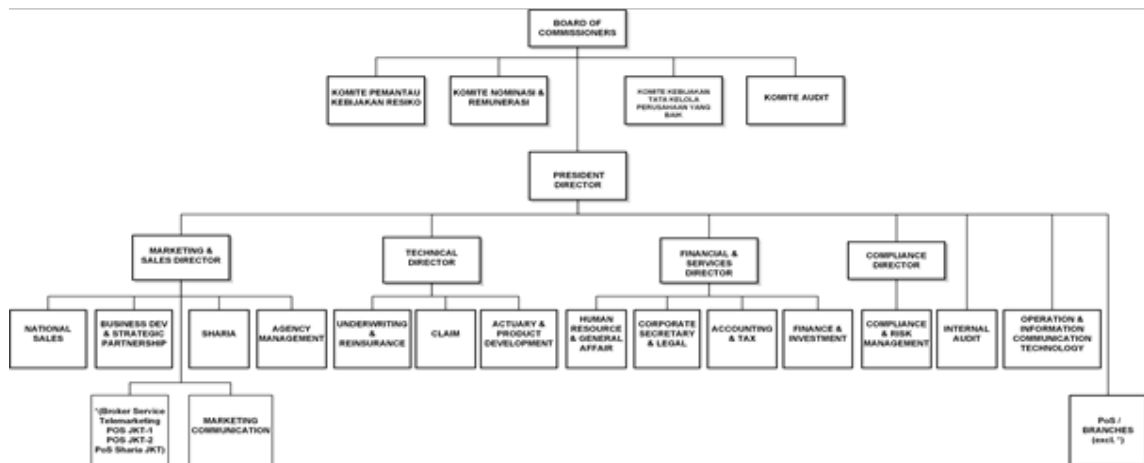 BOARD OF
COMMISSIONERS
KOMITE PEMANTAU
KEBIJAKAN RESIKO
KOMITE NOMINASI &
REMUNERASI
KOMITE KEBIJAKAN
TATA KELOLA
PERUSAHAAN YANG
BAIK
KOMITE AUDIT
PRESIDENT
DIRECTOR
MARKETING &
SALES DIRECTOR
TECHNICAL
DIRECTOR
FINANCIAL &
SERVICES
DIRECTOR
COMPLIANCE
DIRECTOR
NATIONAL
SALES
BUSINESS DEV
& STRATEGIC
PARTNERSHIP
SHARIA
AGENCY
MANAGEMENT
UNDERWRITING
& REINSURANCE
CLAIM
ACTUARY &
PRODUCT
DEVELOPMENT
HUMAN
RESOURCE
& GENERAL
AFFAIR
CORPORATE
SECRETARY
& LEGAL
ACCOUNTING
& TAX
FINANCE &
INVESTMENT
COMPLIANCE
& RISK
MANAGEMENT
INTERNAL
AUDIT
OPERATION &
INFORMATION
COMMUNICATION
TECHNOLOGY
*(Broker Service
Telemarketing
POS JKT-1
POS JKT-2
PoS Sharia JKT)
MARKETING
COMMUNICATION
PoS /
BRANCHES
(excl. *)